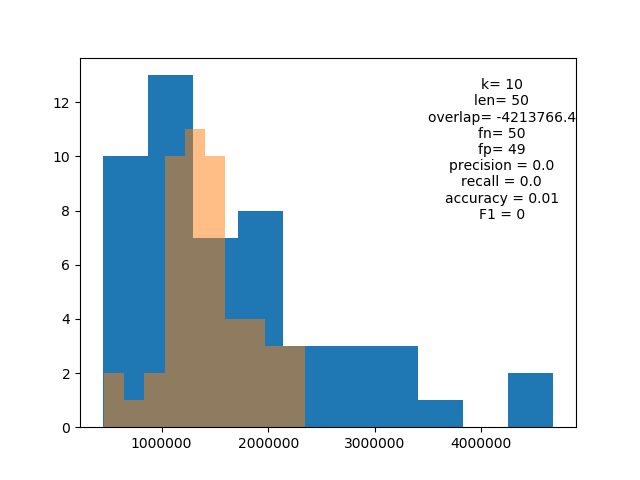 k= 10
len= 50
overlap= -4213766.4
fn= 50
fp= 49
precision = 0.0
recall = 0.0
accuracy = 0.01
F1 = 0
12
10
8
6
4
2
0
1000000 2000000 3000000 4000000